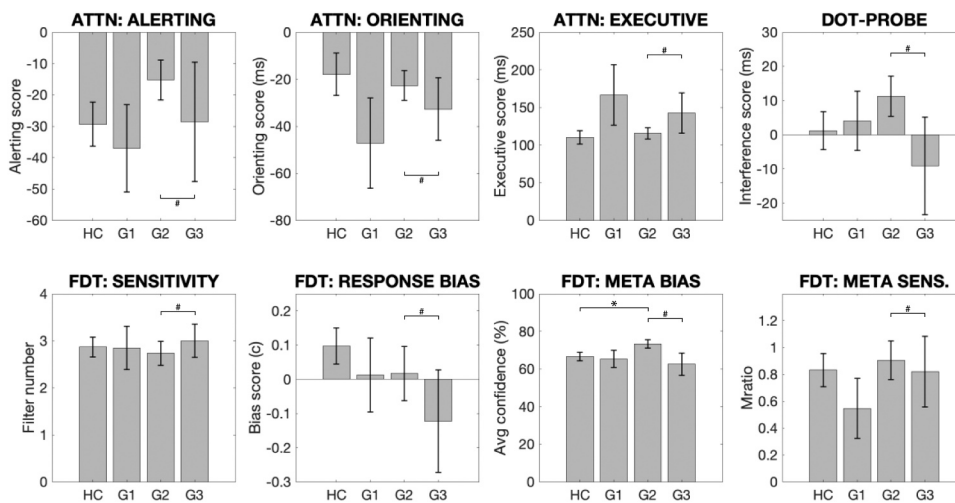 ATTN: ALERTING
0
-10
-20
-30
-40
-50
-60
Alerting score
HC G1 G2 G3
#
ATTN: ORIENTING
0
-20
-40
-60
-80
Orienting score (ms)
HC G1 G2 G3
#
ATTN: EXECUTIVE
250
200
150
100
50
0
Executive score (ms)
HC G1 G2 G3
#
DOT-PROBE
30
20
10
0
-10
-20
Interference score (ms)
HC G1 G2 G3
#
FDT: SENSITIVITY
4
3
2
1
0
Filter number
HC G1 G2 G3
#
FDT: RESPONSE BIAS
0.2
0.1
0
-0.1
-0.2
-0.3
Bias score (c)
HC G1 G2 G3
#
FDT: META BIAS
100
80
60
40
20
0
Avg confidence (%)
HC G1 G2 G3
*
#
FDT: META SENS.
1.2
1
0.8
0.6
0.4
0.2
0
Mratio
HC G1 G2 G3
#